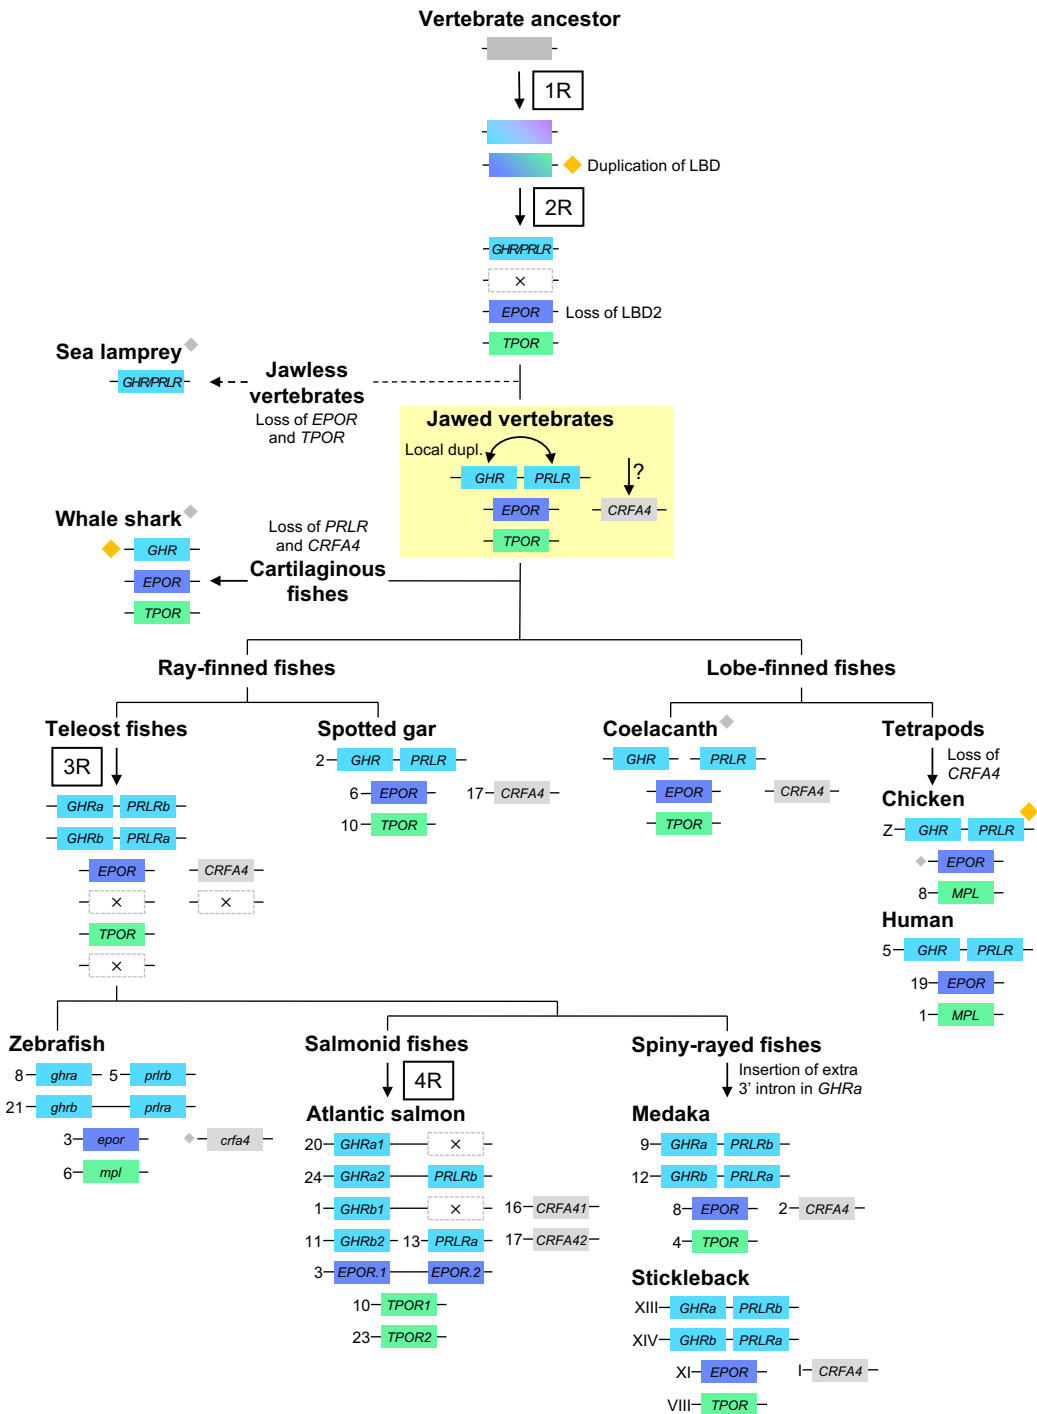 Vertebrate ancestor
1R
Duplication of LBD
2R
GHR/PRLR
×
EPOR Loss of LBD2
TPOR
Sea lamprey
GHR/PRLR
Jawless
vertebrates
Loss of EPOR
and TPOR
Jawed vertebrates
Local dupl.
GHR PRLR
?
EPOR CRFA4
TPOR
Whale shark
GHR
EPOR
TPOR
Loss of PRLR
and CRFA4
Cartilaginous
fishes
Ray-finned fishes
Lobe-finned fishes
Teleost fishes
3R
GHRa PRLRb
GHRb PRLRa
EPOR CRFA4
× ×
TPOR
×
Spotted gar
2 GHR PRLR
6 EPOR 17 CRFA4
10 TPOR
Coelacanth
GHR PRLR
EPOR CRFA4
TPOR
Tetrapods
Loss of
CRFA4
Chicken
Z GHR PRLR
EPOR
8 MPL
Human
5 GHR PRLR
19 EPOR
1 MPL
Zebrafish
8 ghra 5 prlrb
21 ghrb prlra
3 epor crfa4
6 mpl
Salmonid fishes
4R
Atlantic salmon
20 GHRa1 ×
24 GHRa2 PRLRb
1 GHRb1 × 16 CRFA41
11 GHRb2 13 PRLRa 17 CRFA42
3 EPOR.1 EPOR.2
10 TPOR1
23 TPOR2
Spiny-rayed fishes
Insertion of extra
3' intron in GHRa
Medaka
9 GHRa PRLRb
12 GHRb PRLRa
8 EPOR 2 CRFA4
4 TPOR
Stickleback
XIII GHRa PRLRb
XIV GHRb PRLRa
XI EPOR I CRFA4
VIII TPOR